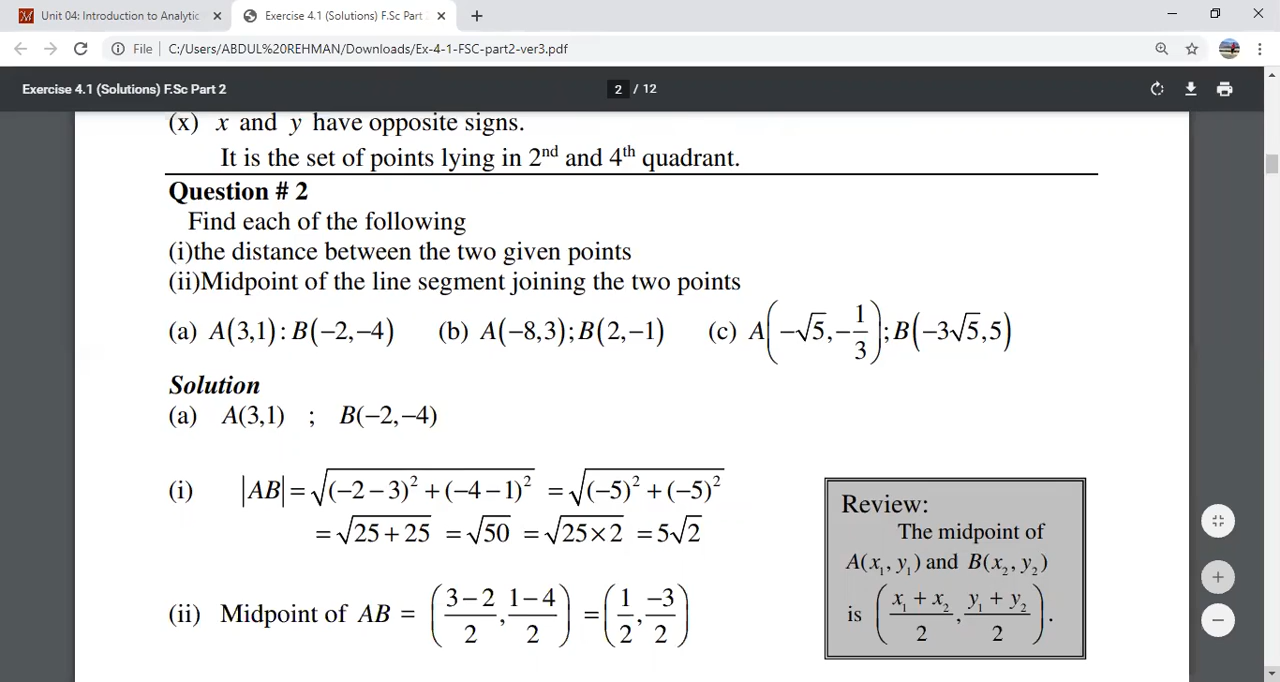 Unit 04: Introduction to Analytic
Exercise 4.1 (Solutions) F.Sc Part
File | C:/Users/ABDUL%20REHMAN/Downloads/Ex-4-1-FSC-part2-ver3.pdf
Exercise 4.1 (Solutions) F.Sc Part 2
2 / 12
(x) x and y have opposite signs.
It is the set of points lying in 2nd and 4th quadrant.
Question # 2
Find each of the following
(i)the distance between the two given points
(ii)Midpoint of the line segment joining the two points
(a) A(3,1) : B(−2,−4) (b) A(−8,3); B(2,−1) (c) A(−√5, −1/3); B(−3√5, 5)
Solution
(a) A(3,1) ; B(−2,−4)
(i) |AB| = √((−2−3)² + (−4−1)²) = √((−5)² + (−5)²)
= √(25+25) = √50 = √(25×2) = 5√2
(ii) Midpoint of AB = ((3−2)/2, (1−4)/2) = (1/2, −3/2)
Review:
The midpoint of
A(x₁, y₁) and B(x₂, y₂)
is ((x₁ + x₂)/2, (y₁ + y₂)/2).